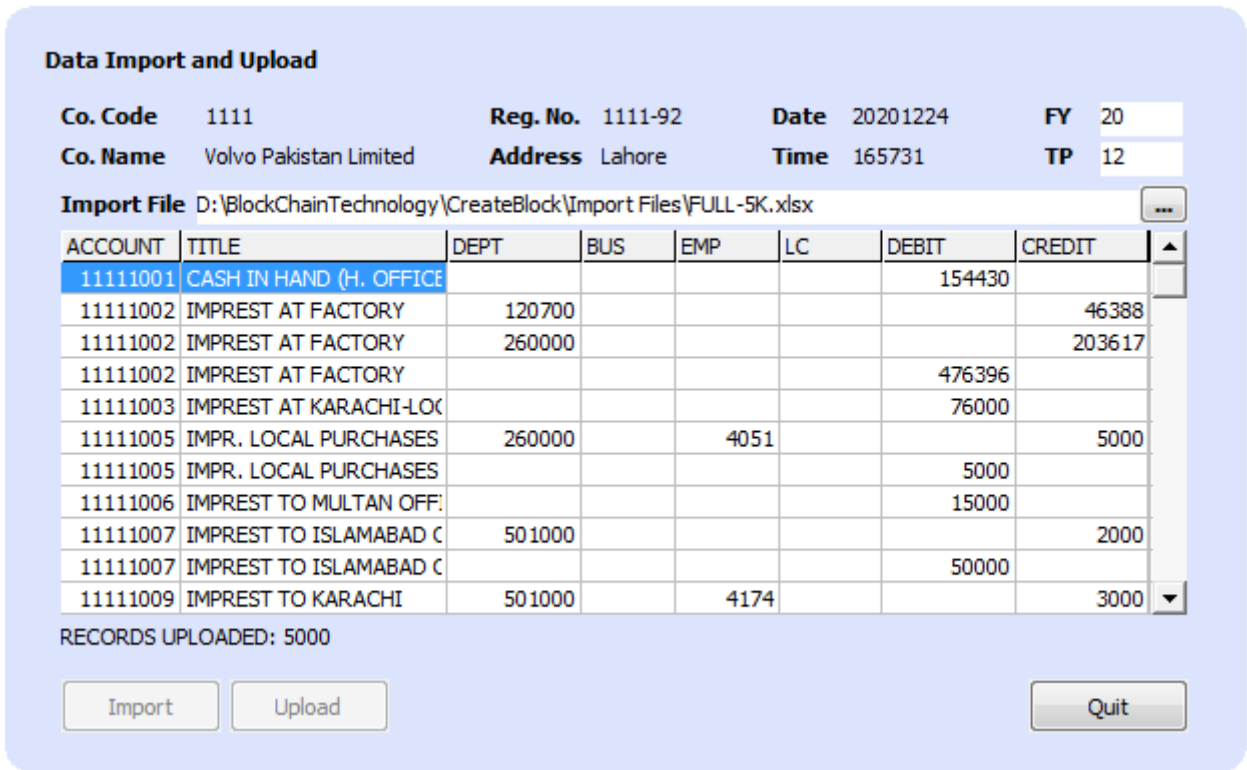 Data Import and Upload
Co. Code 1111 Reg. No. 1111-92 Date 20201224 FY 20
Co. Name Volvo Pakistan Limited Address Lahore Time 165731 TP 12
Import File D:\BlockChainTechnology\CreateBlock\Import Files\FULL-5K.xlsx ...
ACCOUNT TITLE DEPT BUS EMP LC DEBIT CREDIT
11111001 CASH IN HAND (H. OFFICE 154430
11111002 IMPREST AT FACTORY 120700 46388
11111002 IMPREST AT FACTORY 260000 203617
11111002 IMPREST AT FACTORY 476396
11111003 IMPREST AT KARACHI-LO( 76000
11111005 IMPR. LOCAL PURCHASES 260000 4051 5000
11111005 IMPR. LOCAL PURCHASES 5000
11111006 IMPREST TO MULTAN OFF 15000
11111007 IMPREST TO ISLAMABAD 501000 2000
11111007 IMPREST TO ISLAMABAD 50000
11111009 IMPREST TO KARACHI 501000 4174 3000
RECORDS UPLOADED: 5000
Import Upload Quit